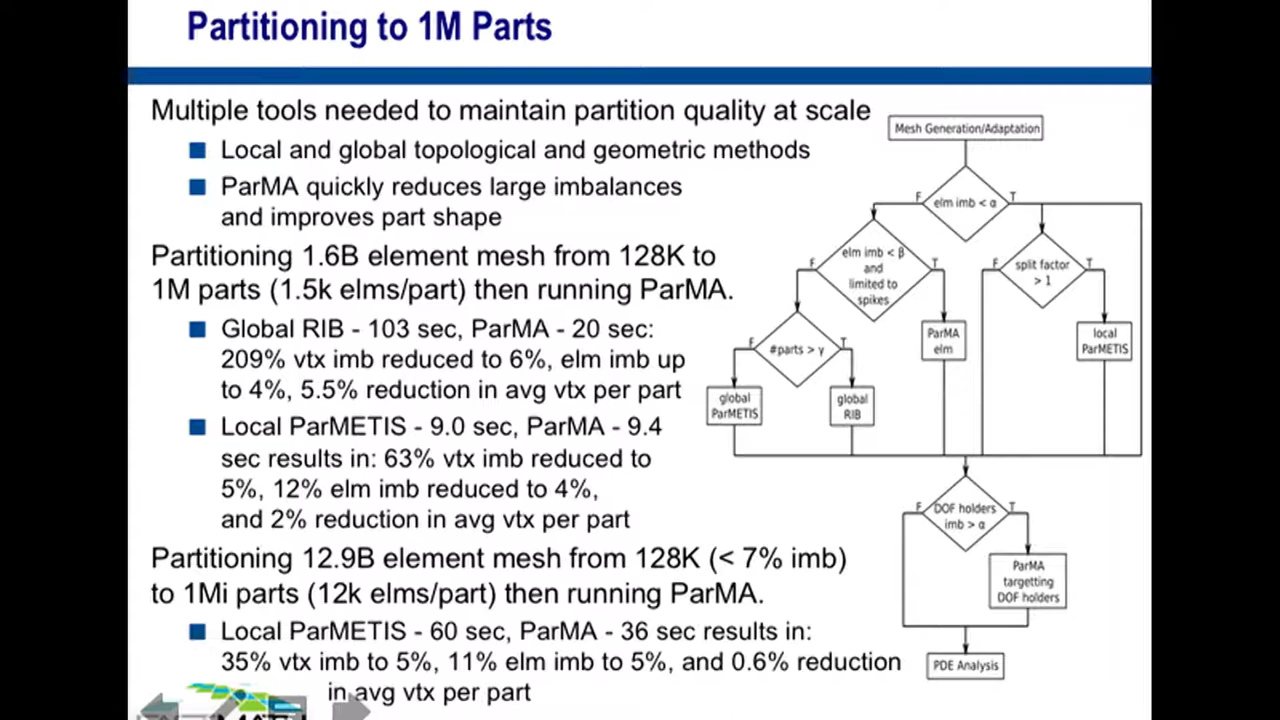 Partitioning to 1M Parts
Multiple tools needed to maintain partition quality at scale
Local and global topological and geometric methods
ParMA quickly reduces large imbalances
and improves part shape
Partitioning 1.6B element mesh from 128K to
1M parts (1.5k elms/part) then running ParMA.
Global RIB - 103 sec, ParMA - 20 sec:
209% vtx imb reduced to 6%, elm imb up
to 4%, 5.5% reduction in avg vtx per part
Local ParMETIS - 9.0 sec, ParMA - 9.4
sec results in: 63% vtx imb reduced to
5%, 12% elm imb reduced to 4%,
and 2% reduction in avg vtx per part
Partitioning 12.9B element mesh from 128K (< 7% imb)
to 1Mi parts (12k elms/part) then running ParMA.
Local ParMETIS - 60 sec, ParMA - 36 sec results in:
35% vtx imb to 5%, 11% elm imb to 5%, and 0.6% reduction
in avg vtx per part
Mesh Generation/Adaptation
F
elm imb < α
T
F
elm imb < β
and
limited to
spikes
T
F
split factor
> 1
T
F
#parts > γ
T
ParMA
elm
local
ParMETIS
global
ParMETIS
global
RIB
F
DOF holders
imb > α
T
ParMA
targetting
DOF holders
PDE Analysis